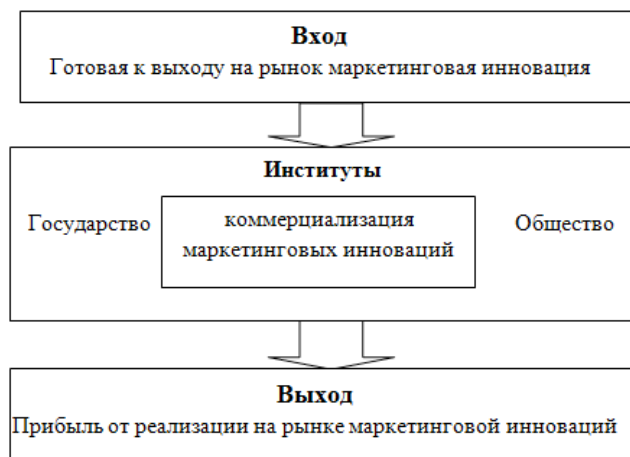 Вход
Готовая к выходу на рынок маркетинговая инновация
Институты
Государство
коммерциализация
маркетинговых инноваций
Общество
Выход
Прибыль от реализации на рынке маркетинговой инноваций